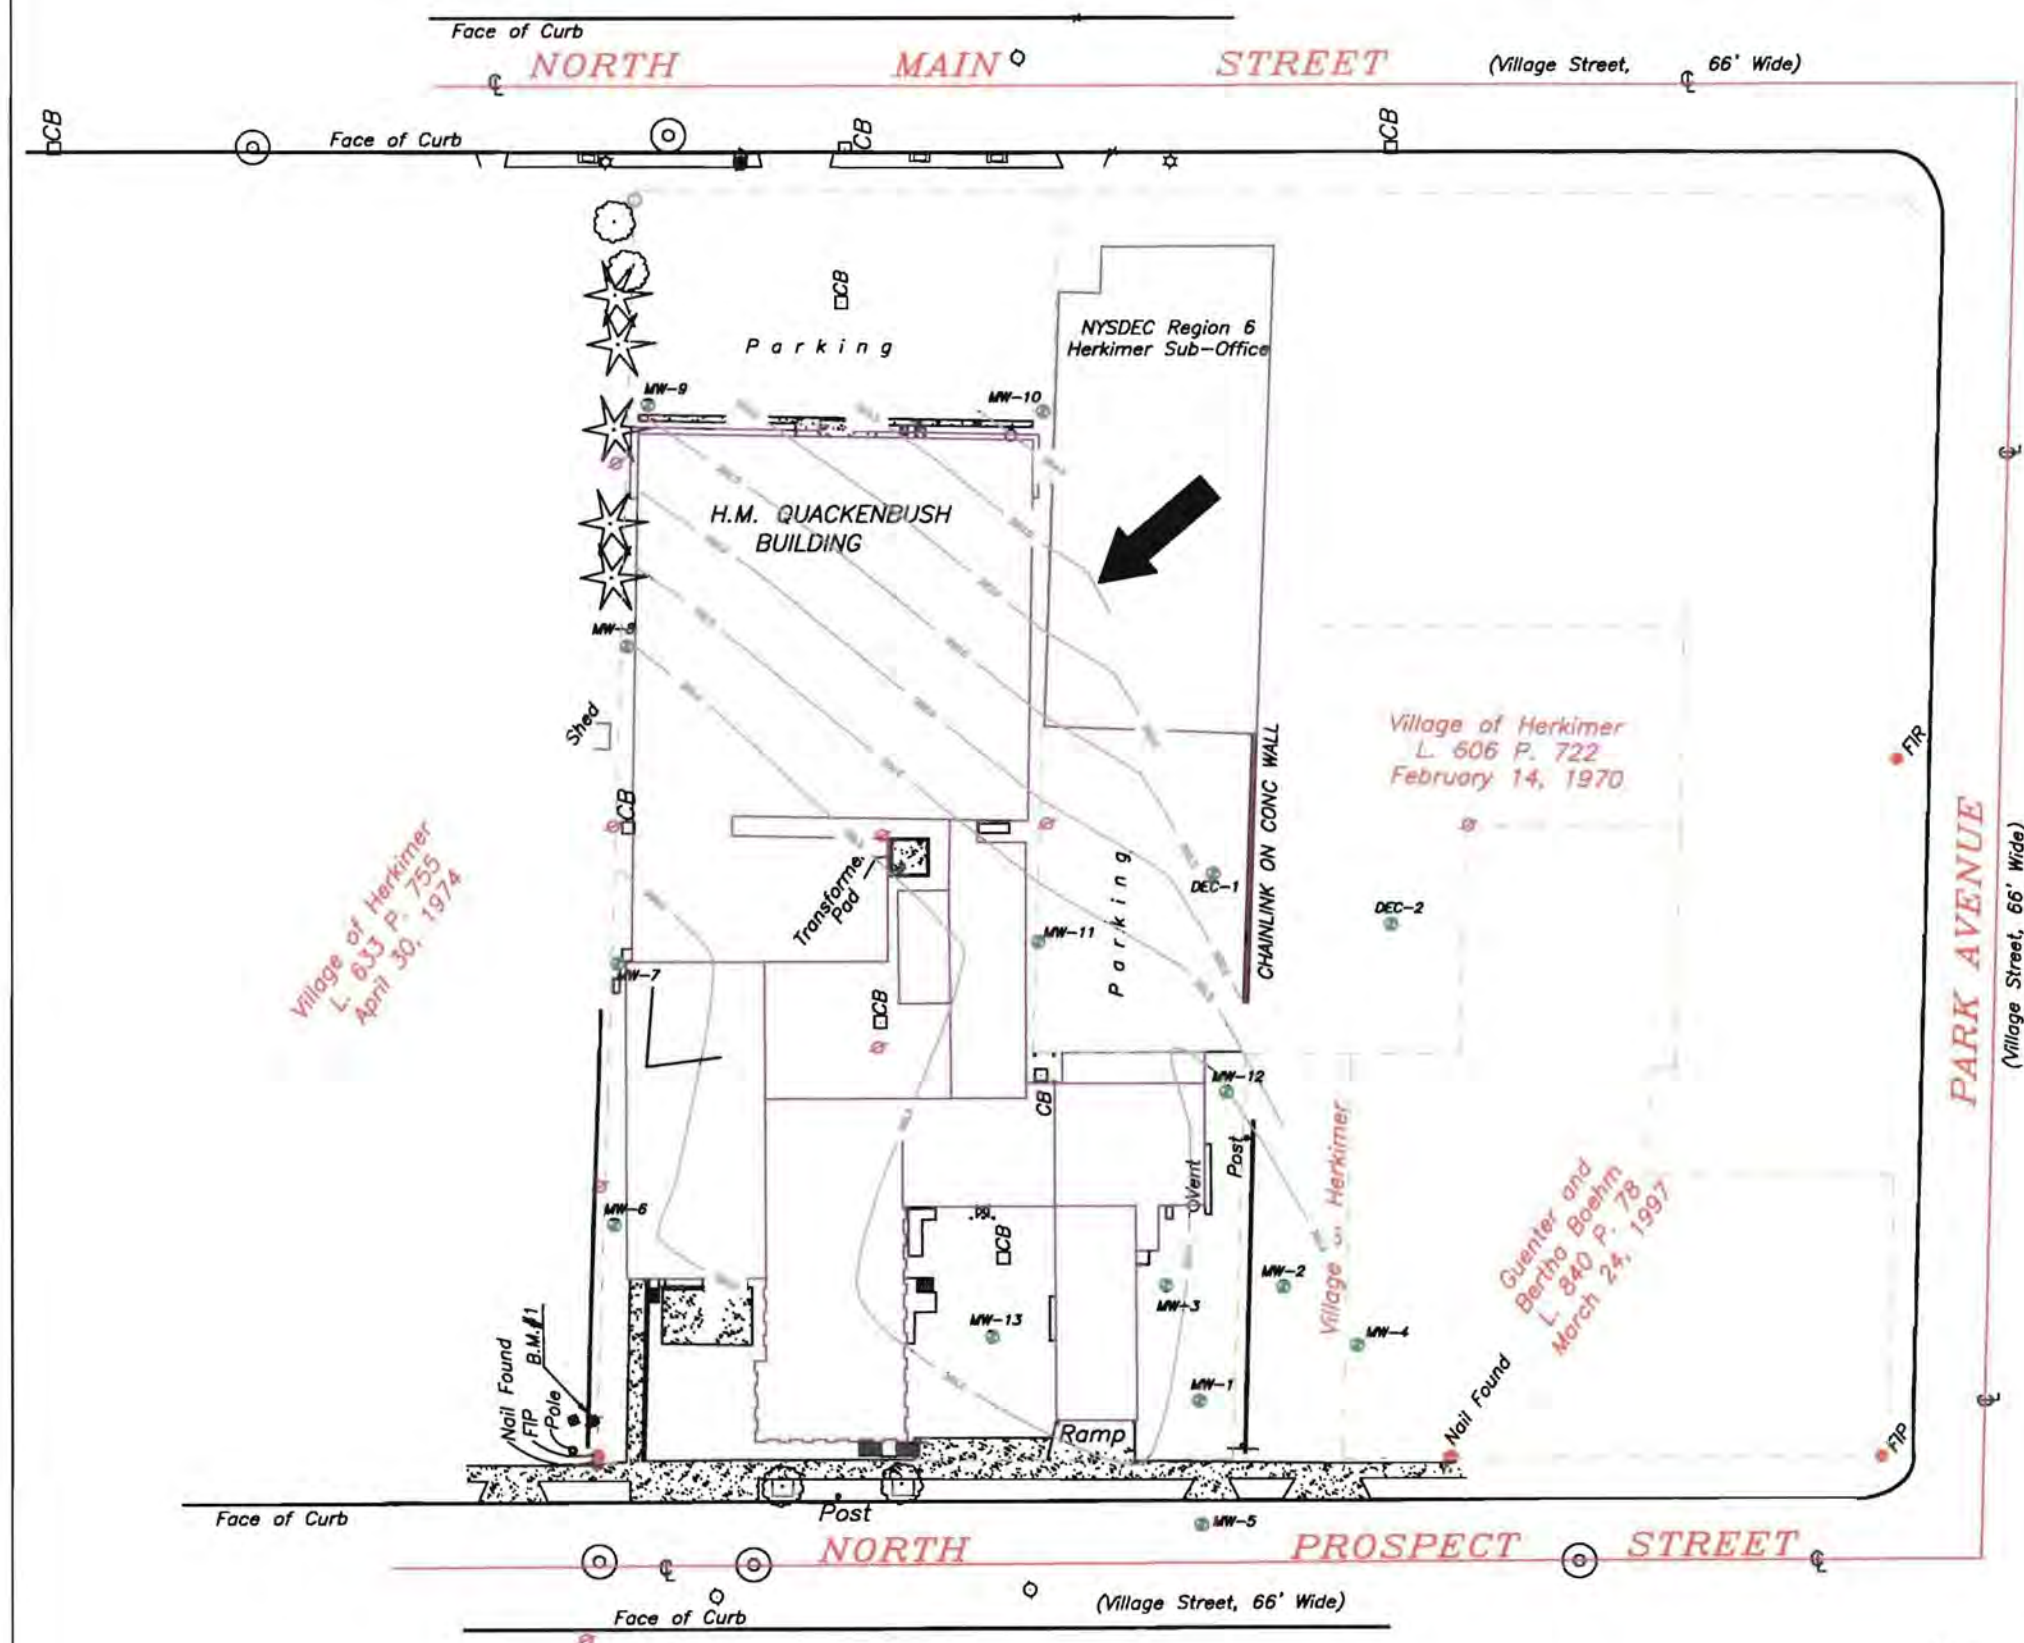 Face of Curb
NORTH MAIN STREET
(Village Street, 66' Wide)
CB
Face of Curb
CB
CB
CB
Parking
NYSDEC Region 6
Herkimer Sub-Office
MW-9
MW-10
H.M. QUACKENBUSH
BUILDING
MW-8
Shed
CB
Village of Herkimer
L. 606 P. 722
February 14, 1970
FIR
CHAINLINK ON CONC WALL
PARK AVENUE
(Village Street, 66' Wide)
Village of Herkimer
L. 633 P. 755
April 30, 1974
Transformer
Pad
Parking
DEC-1
DEC-2
MW-11
MW-7
CB
CB
MW-12
Post
Vent
Village Herkimer
Guenter and
Bertha Boehm
L. 840 P. 78
March 24, 1997
MW-6
CB
MW-3
MW-2
MW-13
MW-4
MW-1
B.M.#1
Nail Found
FIP
Pole
Ramp
Nail Found
FIP
Face of Curb
Post
MW-5
NORTH PROSPECT STREET
(Village Street, 66' Wide)
Face of Curb